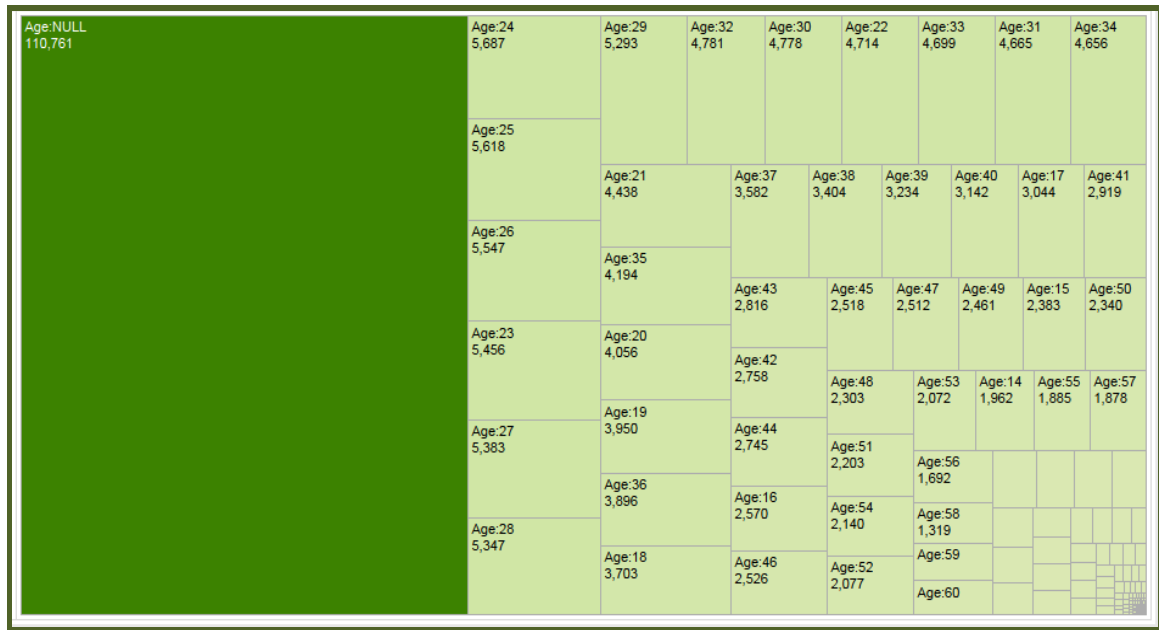 Age:NULL
110,761
Age:24
5,687
Age:25
5,618
Age:26
5,547
Age:23
5,456
Age:27
5,383
Age:28
5,347
Age:29
5,293
Age:32
4,781
Age:30
4,778
Age:22
4,714
Age:33
4,699
Age:31
4,665
Age:34
4,656
Age:21
4,438
Age:35
4,194
Age:20
4,056
Age:19
3,950
Age:36
3,896
Age:18
3,703
Age:37
3,582
Age:38
3,404
Age:39
3,234
Age:40
3,142
Age:17
3,044
Age:41
2,919
Age:43
2,816
Age:42
2,758
Age:44
2,745
Age:16
2,570
Age:46
2,526
Age:45
2,518
Age:47
2,512
Age:49
2,461
Age:15
2,383
Age:50
2,340
Age:48
2,303
Age:51
2,203
Age:54
2,140
Age:52
2,077
Age:53
2,072
Age:14
1,962
Age:55
1,885
Age:57
1,878
Age:56
1,692
Age:58
1,319
Age:59
Age:60